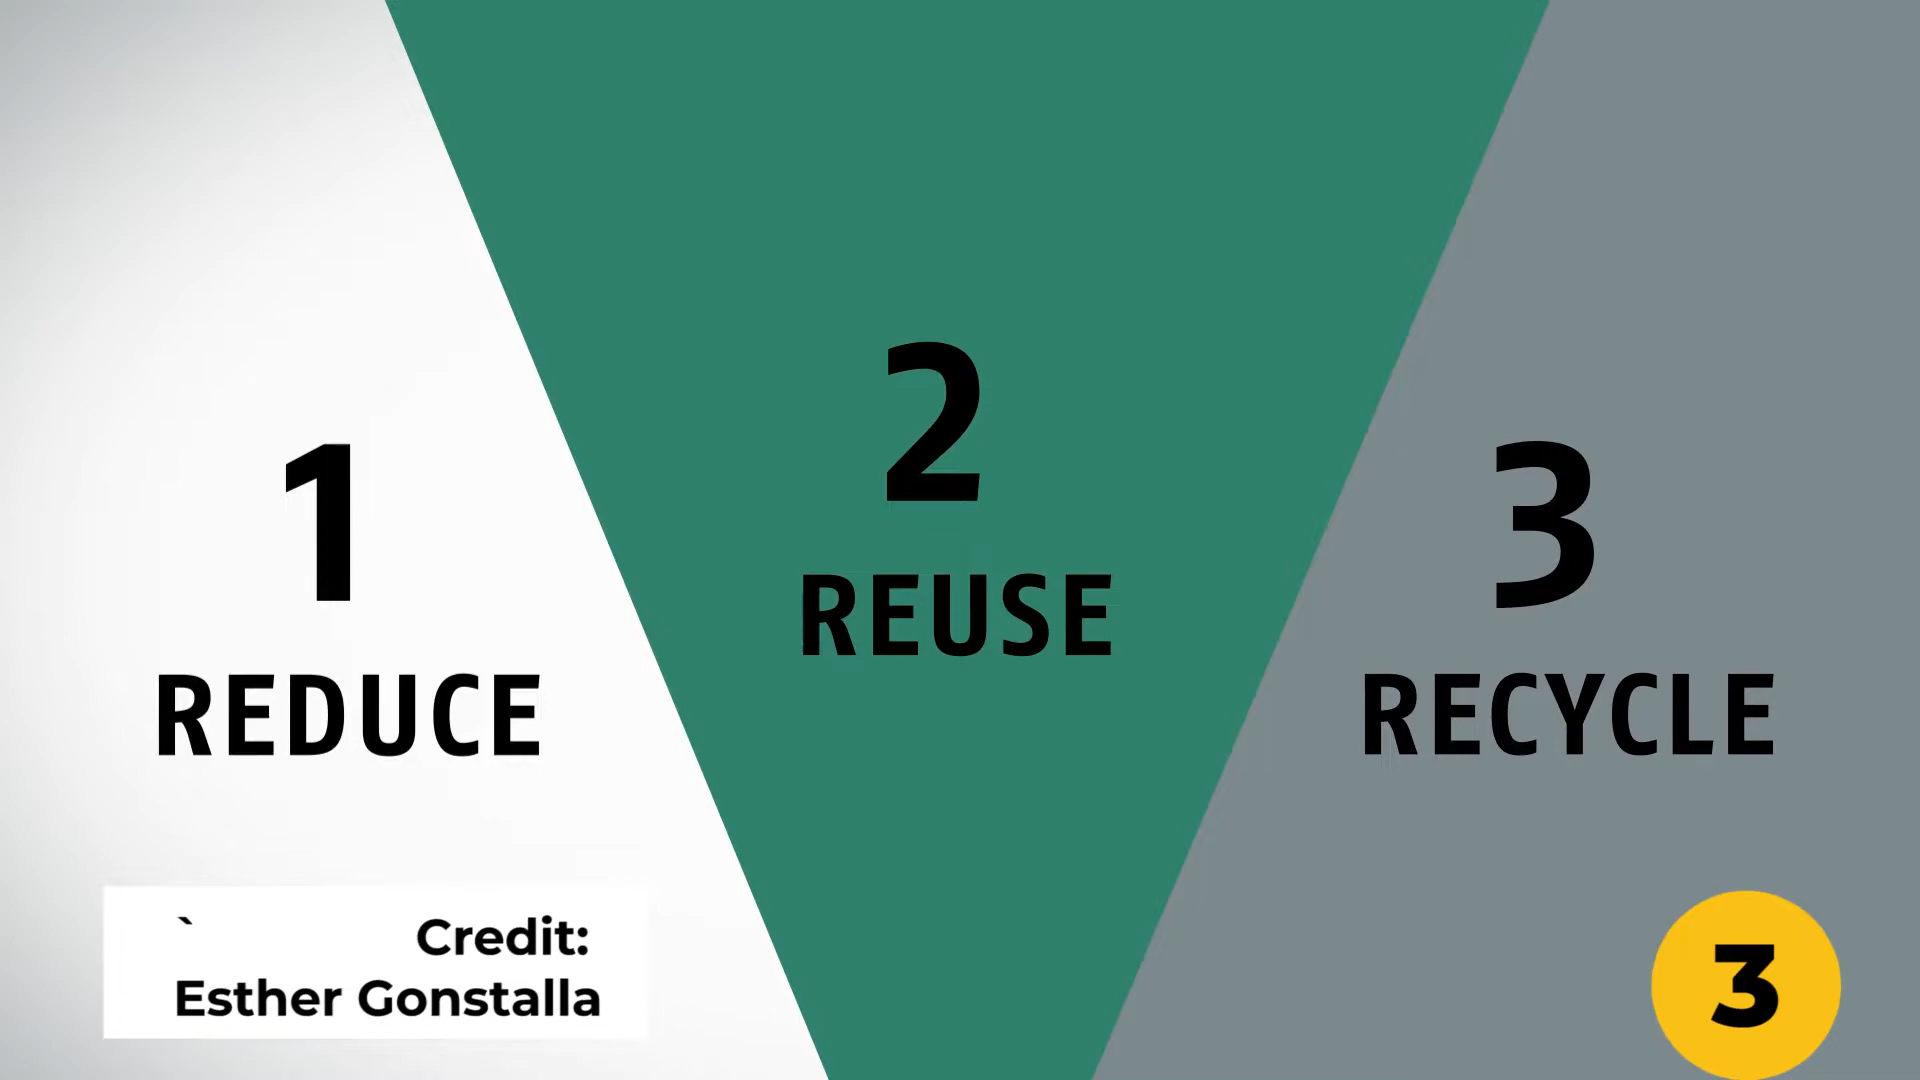 1
REDUCE
2
REUSE
3
RECYCLE
` Credit:
Esther Gonstalla
3